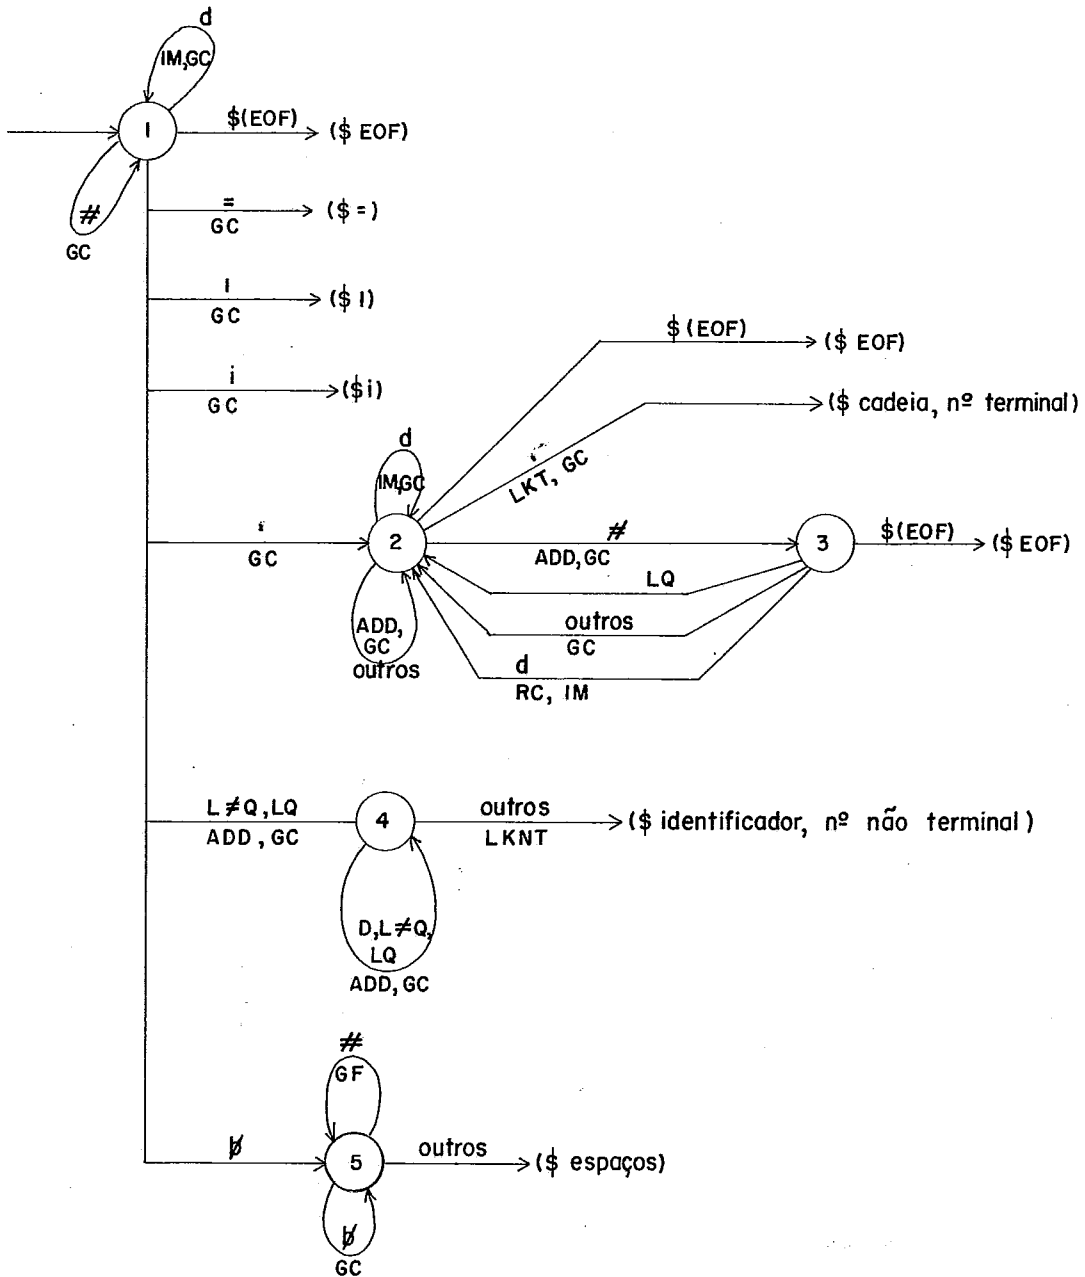 d
IM,GC
1
$(EOF)
($ EOF)
#
GC
=
GC
($=)
I
GC
($ I)
i
GC
($i)
$(EOF)
($ EOF)
LKT, GC
($ cadeia, nº terminal)
d
IM,GC
'
GC
2
#
ADD,GC
3
$(EOF)
($ EOF)
LQ
outros
GC
d
RC, IM
ADD,
GC
outros
L≠Q,LQ
ADD,GC
4
outros
LKNT
($ identificador, nº não terminal)
D,L≠Q,
LQ
ADD,GC
#
GF
ƀ
5
outros
($ espaços)
ƀ
GC